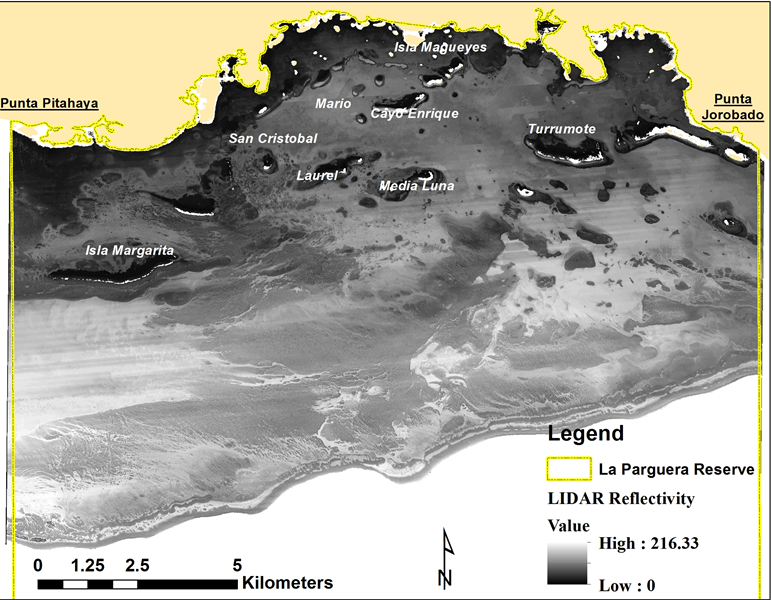 Isla Magueyes
Punta Pitahaya
Mario
Cayo Enrique
Punta
Jorobado
San Cristobal
Turrumote
Laurel
Media Luna
Isla Margarita
Legend
La Parguera Reserve
LIDAR Reflectivity
Value
High : 216.33
Low : 0
0 1.25 2.5 5
Kilometers
N